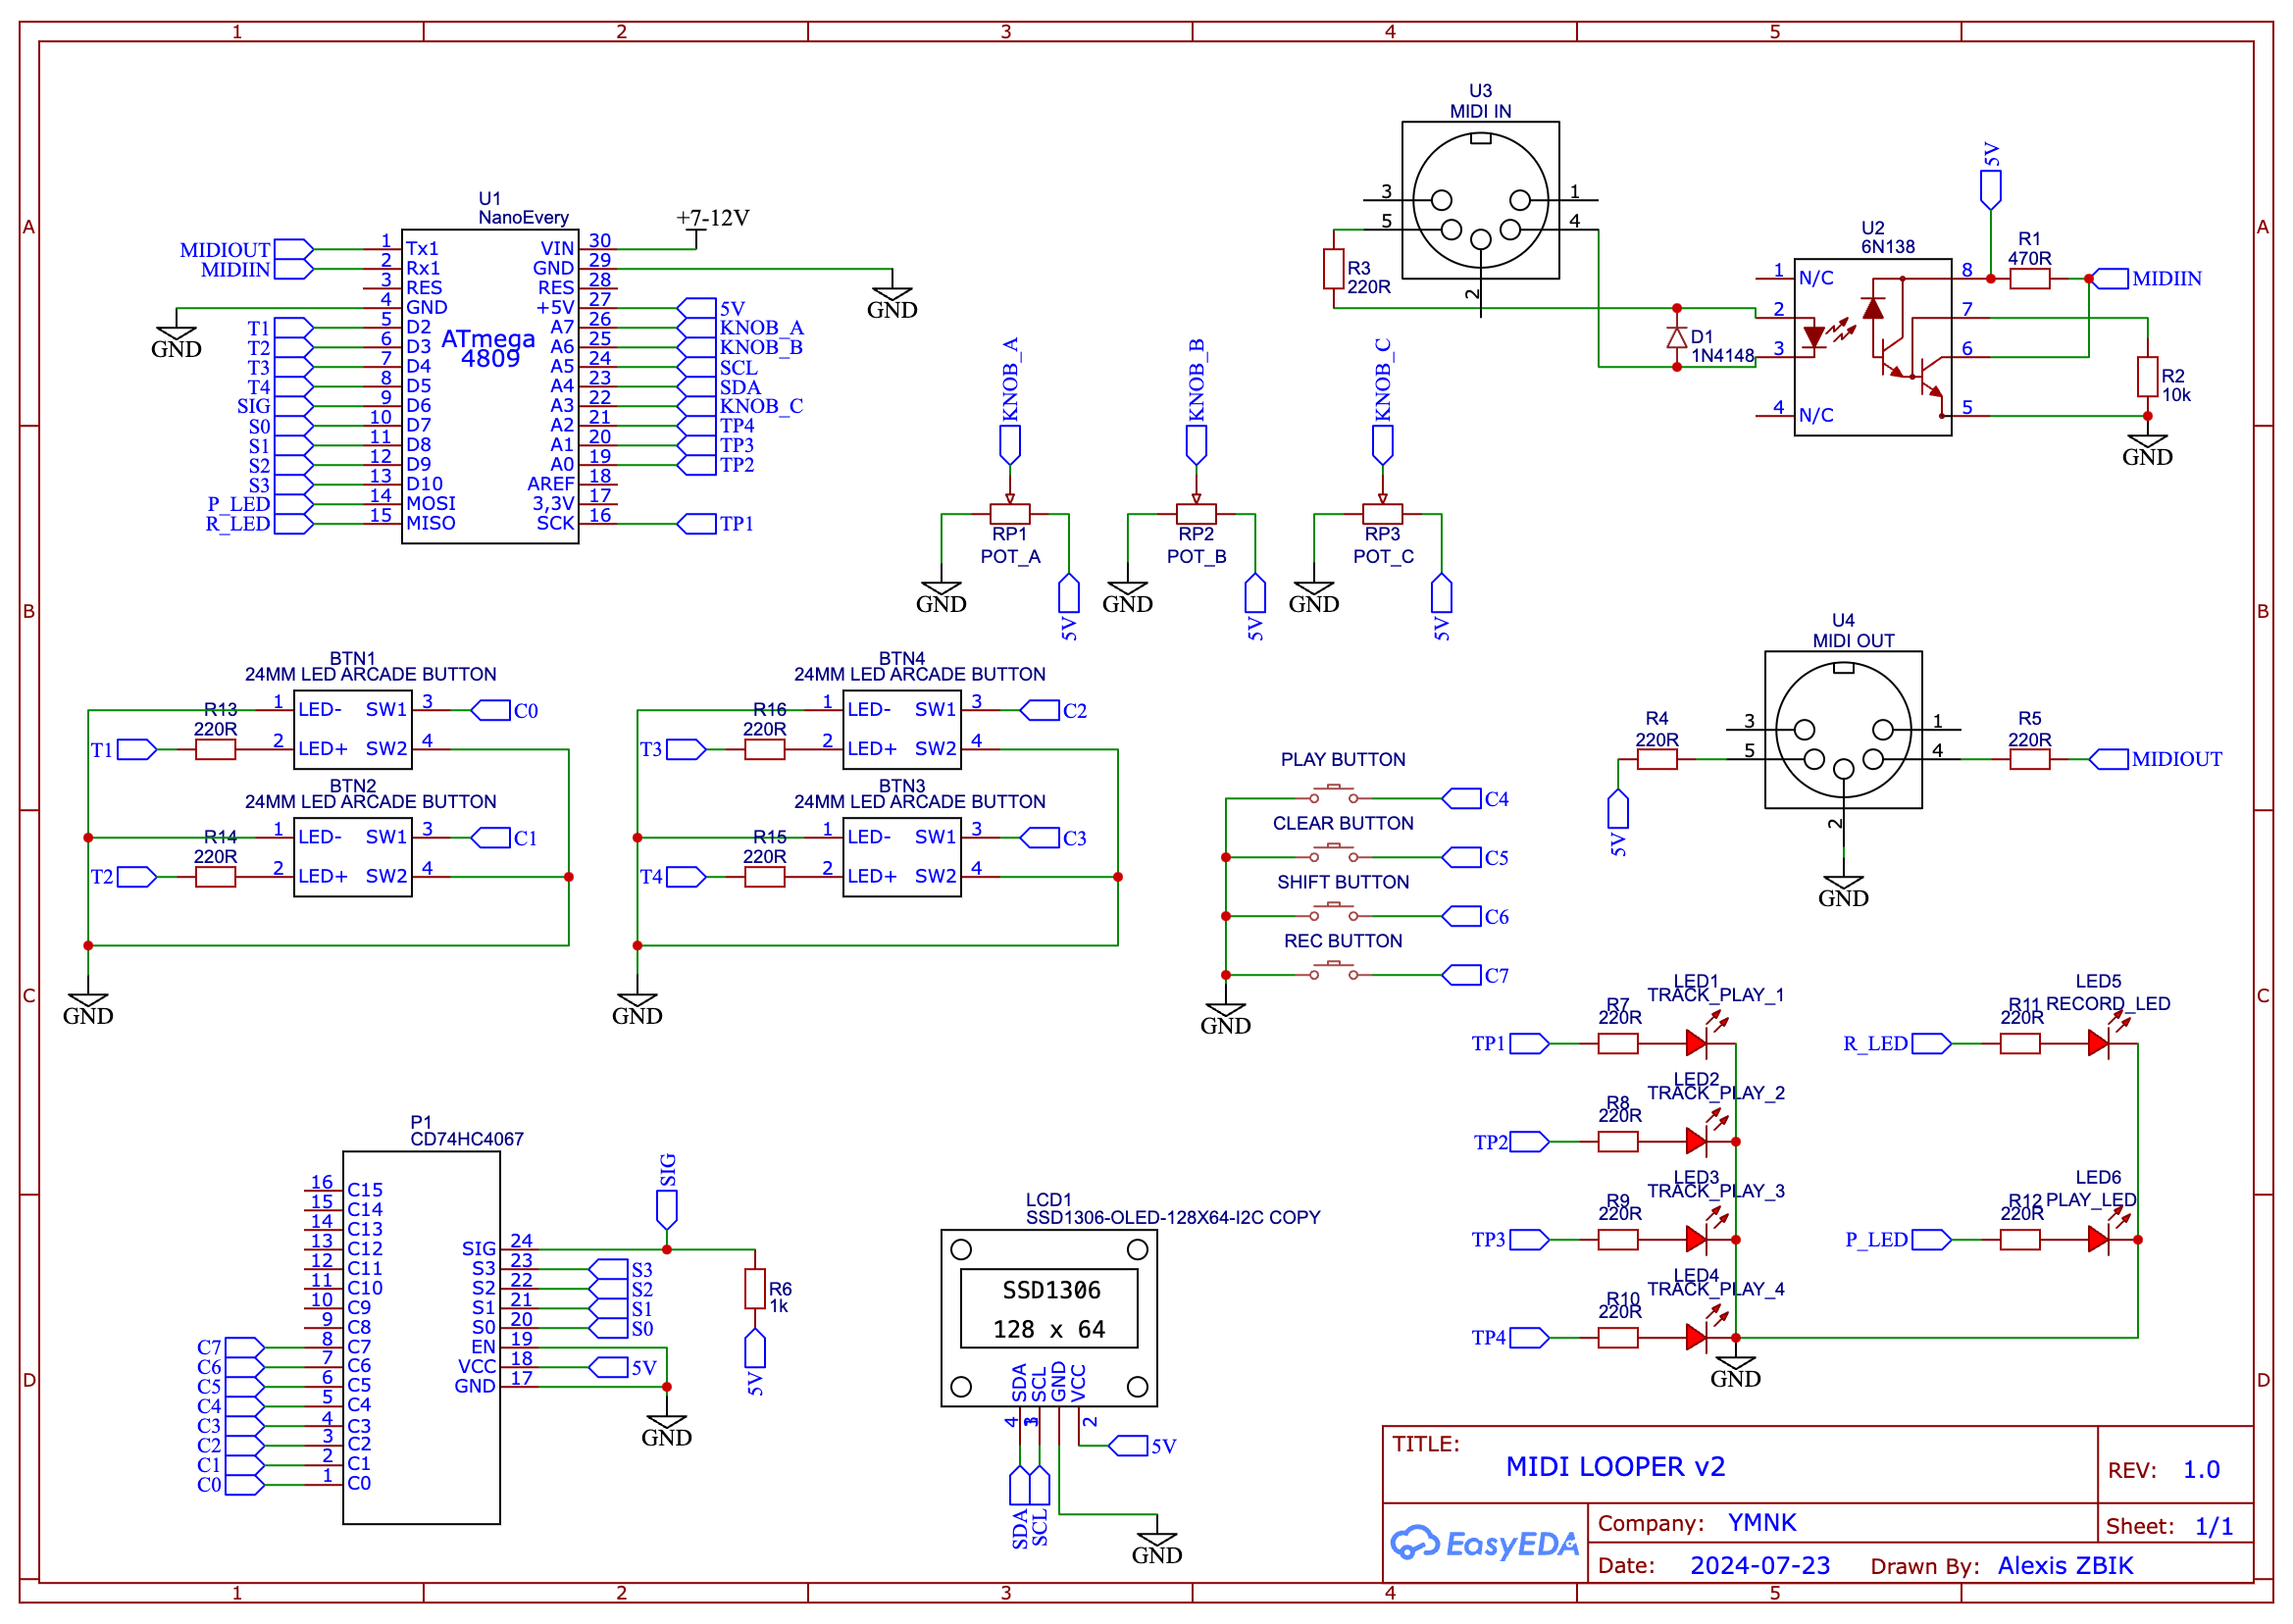 1 2 3 4 5
A A
B B
C C
D D
U1
NanoEvery
ATmega
4809
+7-12V
MIDIOUT 1 Tx1 VIN 30
MIDIIN 2 Rx1 GND 29
3 RES RES 28
4 GND +5V 27 5V
T1 5 D2 A7 26 KNOB_A
T2 6 D3 A6 25 KNOB_B
T3 7 D4 A5 24 SCL
T4 8 D5 A4 23 SDA
SIG 9 D6 A3 22 KNOB_C
S0 10 D7 A2 21 TP4
S1 11 D8 A1 20 TP3
S2 12 D9 A0 19 TP2
S3 13 D10 AREF 18
P_LED 14 MOSI 3,3V 17
R_LED 15 MISO SCK 16 TP1
GND
GND
KNOB_A
RP1
POT_A
GND
5V
KNOB_B
RP2
POT_B
GND
5V
KNOB_C
RP3
POT_C
GND
5V
U3
MIDI IN
3 1
5 4
2
R3
220R
D1
1N4148
U2
6N138
1 N/C 8
2 7
3 6
4 N/C 5
5V
R1
470R
MIDIIN
R2
10k
GND
BTN1
24MM LED ARCADE BUTTON
R13
220R
T1
1 LED- SW1 3 C0
2 LED+ SW2 4
BTN2
24MM LED ARCADE BUTTON
R14
220R
T2
1 LED- SW1 3 C1
2 LED+ SW2 4
GND
BTN4
24MM LED ARCADE BUTTON
R16
220R
T3
1 LED- SW1 3 C2
2 LED+ SW2 4
BTN3
24MM LED ARCADE BUTTON
R15
220R
T4
1 LED- SW1 3 C3
2 LED+ SW2 4
GND
PLAY BUTTON
C4
CLEAR BUTTON
C5
SHIFT BUTTON
C6
REC BUTTON
C7
GND
U4
MIDI OUT
3 1
5 4
2
R4
220R
5V
R5
220R
MIDIOUT
GND
LED1
TRACK_PLAY_1
R7
220R
TP1
LED2
TRACK_PLAY_2
R8
220R
TP2
LED3
TRACK_PLAY_3
R9
220R
TP3
LED4
TRACK_PLAY_4
R10
220R
TP4
GND
LED5
RECORD_LED
R11
220R
R_LED
LED6
PLAY_LED
R12
220R
P_LED
P1
CD74HC4067
16 C15
15 C14
14 C13
13 C12
12 C11
11 C10
10 C9
9 C8
C7 8 C7
C6 7 C6
C5 6 C5
C4 5 C4
C3 4 C3
C2 3 C2
C1 2 C1
C0 1 C0
SIG 24
S3 23 S3
S2 22 S2
S1 21 S1
S0 20 S0
EN 19
VCC 18 5V
GND 17
SIG
R6
1k
5V
GND
LCD1
SSD1306-OLED-128X64-I2C COPY
SSD1306
128 x 64
SDA SCL GND VCC
4 3 1 2
5V
SDA SCL
GND
TITLE:
MIDI LOOPER v2
REV: 1.0
EasyEDA
Company: YMNK
Sheet: 1/1
Date: 2024-07-23 Drawn By: Alexis ZBIK
1 2 3 4 5